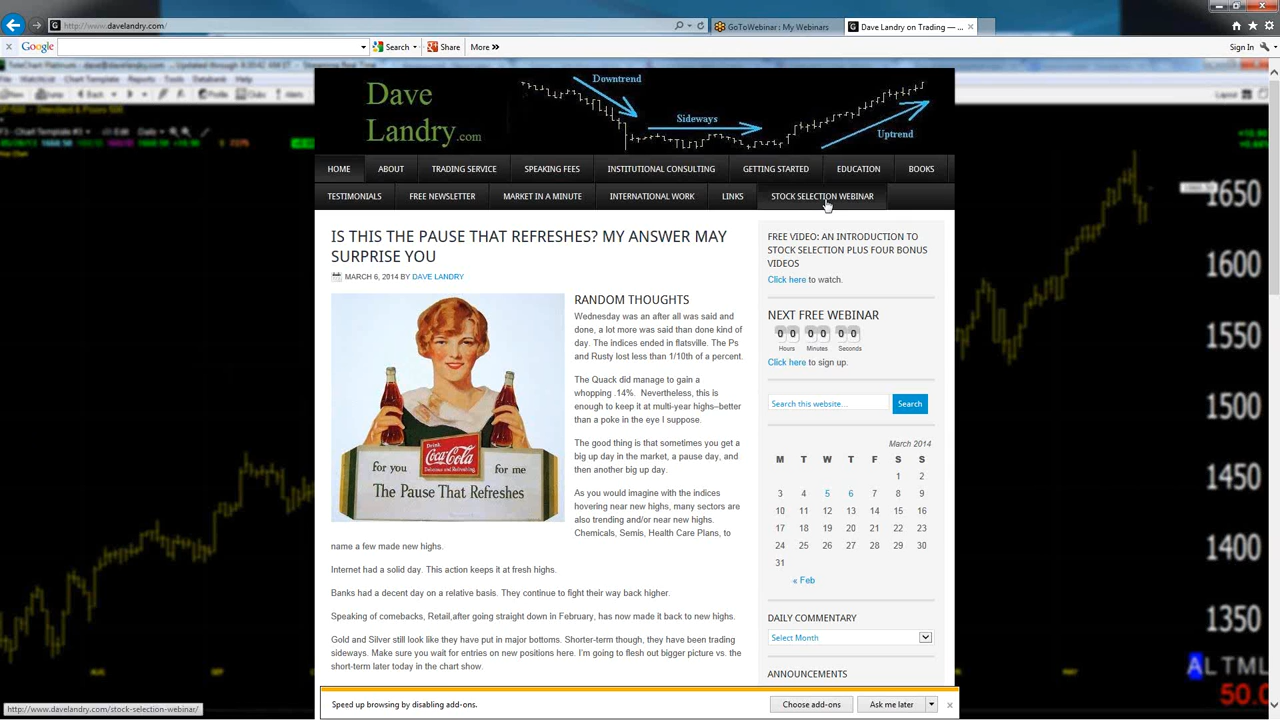 http://www.davelandry.com/
GoToWebinar : My Webinars
Dave Landry on Trading — ...
Google
Search
Share
More »
Sign In
Dave
Landry.com
Downtrend
Sideways
Uptrend
HOME ABOUT TRADING SERVICE SPEAKING FEES INSTITUTIONAL CONSULTING GETTING STARTED EDUCATION BOOKS
TESTIMONIALS FREE NEWSLETTER MARKET IN A MINUTE INTERNATIONAL WORK LINKS STOCK SELECTION WEBINAR
IS THIS THE PAUSE THAT REFRESHES? MY ANSWER MAY
SURPRISE YOU
MARCH 6, 2014 BY DAVE LANDRY
Drink
Coca-Cola
Delicious and Refreshing
for you
for me
The Pause That Refreshes
RANDOM THOUGHTS
Wednesday was an after all was said and
done, a lot more was said than done kind of
day. The indices ended in flatsville. The Ps
and Rusty lost less than 1/10th of a percent.
The Quack did manage to gain a
whopping .14%. Nevertheless, this is
enough to keep it at multi-year highs–better
than a poke in the eye I suppose.
The good thing is that sometimes you get a
big up day in the market, a pause day, and
then another big up day.
As you would imagine with the indices
hovering near new highs, many sectors are
also trending and/or near new highs.
Chemicals, Semis, Health Care Plans, to
name a few made new highs.
Internet had a solid day. This action keeps it at fresh highs.
Banks had a decent day on a relative basis. They continue to fight their way back higher.
Speaking of comebacks, Retail,after going straight down in February, has now made it back to new highs.
Gold and Silver still look like they have put in major bottoms. Shorter-term though, they have been trading
sideways. Make sure you wait for entries on new positions here. I'm going to flesh out bigger picture vs. the
short-term later today in the chart show.
FREE VIDEO: AN INTRODUCTION TO
STOCK SELECTION PLUS FOUR BONUS
VIDEOS
Click here to watch.
NEXT FREE WEBINAR
0 0 0 0 0 0
Hours Minutes Seconds
Click here to sign up.
Search this website...
Search
March 2014
M T W T F S S
1 2
3 4 5 6 7 8 9
10 11 12 13 14 15 16
17 18 19 20 21 22 23
24 25 26 27 28 29 30
31
« Feb
DAILY COMMENTARY
Select Month
ANNOUNCEMENTS
1650
1600
1550
1500
1450
1400
1350
1300
ALTML
50.0
Speed up browsing by disabling add-ons.
Choose add-ons
Ask me later
http://www.davelandry.com/stock-selection-webinar/